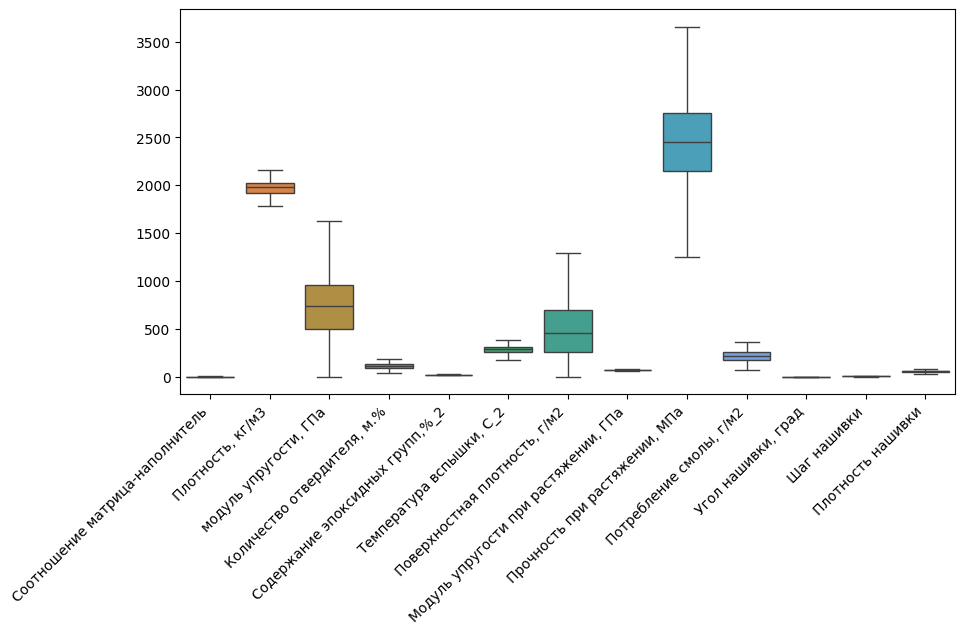 3500
3000
2500
2000
1500
1000
500
0
Соотношение матрица-наполнитель
Плотность, кг/м3
модуль упругости, ГПа
Количество отвердителя, м.%
Содержание эпоксидных групп,%_2
Температура вспышки, С_2
Поверхностная плотность, г/м2
Модуль упругости при растяжении, ГПа
Прочность при растяжении, МПа
Потребление смолы, г/м2
Угол нашивки, град
Шаг нашивки
Плотность нашивки